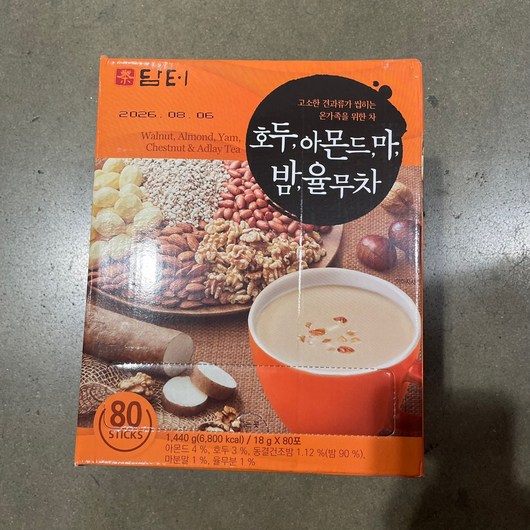 담터
2026. 08. 06
Walnut, Almond, Yam,
Chestnut & Adlay Tea
고소한 견과류가 씹히는
온가족을 위한 차
호두, 아몬드, 마,
밤, 율무차
80
STICKS
1,440 g(6,800 kcal) / 18 g X 80포
아몬드 4 %, 호두 3 %, 동결건조밤 1.12 %(밤 90 %),
마분말 1 %, 율무분 1 %